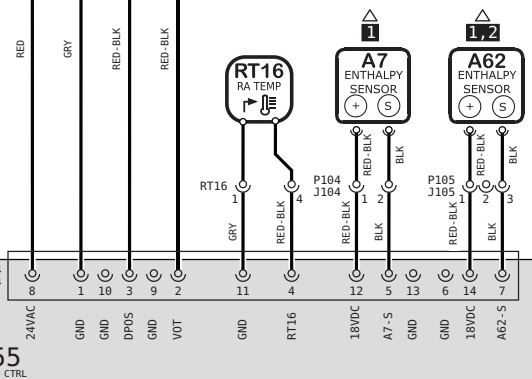 1
1,2
RED
GRY
RED-BLK
RED-BLK
RT16
RA TEMP
A7
ENTHALPY
SENSOR
+ S
A62
ENTHALPY
SENSOR
+ S
RED-BLK
BLK
RED-BLK
BLK
RT16
1
4
P104
J104
1
2
P105
J105
1
2
3
GRY
RED-BLK
RED-BLK
BLK
RED-BLK
BLK
8 1 10 3 9 2 11 4 12 5 13 6 14 7
24VAC
GND
GND
DPOS
GND
VOT
GND
RT16
18VDC
A7-S
GND
GND
18VDC
A62-S
CTRL